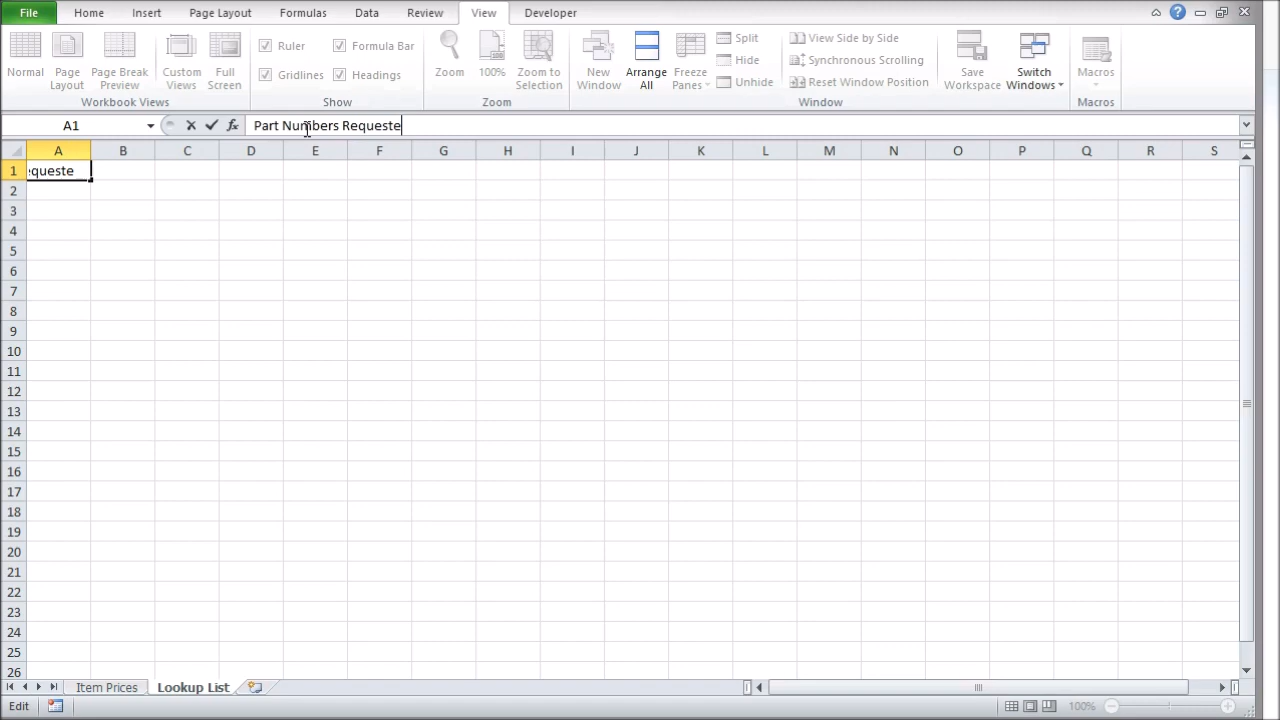 File Home Insert Page Layout Formulas Data Review View Developer
Normal Page Layout Page Break Preview Custom Views Full Screen
Workbook Views
Ruler Formula Bar
Gridlines Headings
Show
Zoom 100% Zoom to Selection
Zoom
New Window Arrange All Freeze Panes
Split
Hide
Unhide
View Side by Side
Synchronous Scrolling
Reset Window Position
Window
Save Workspace Switch Windows
Macros
Macros
A1 fx Part Numbers Requeste
A B C D E F G H I J K L M N O P Q R S
1 equeste
2
3
4
5
6
7
8
9
10
11
12
13
14
15
16
17
18
19
20
21
22
23
24
25
26
Item Prices Lookup List
Edit 100%